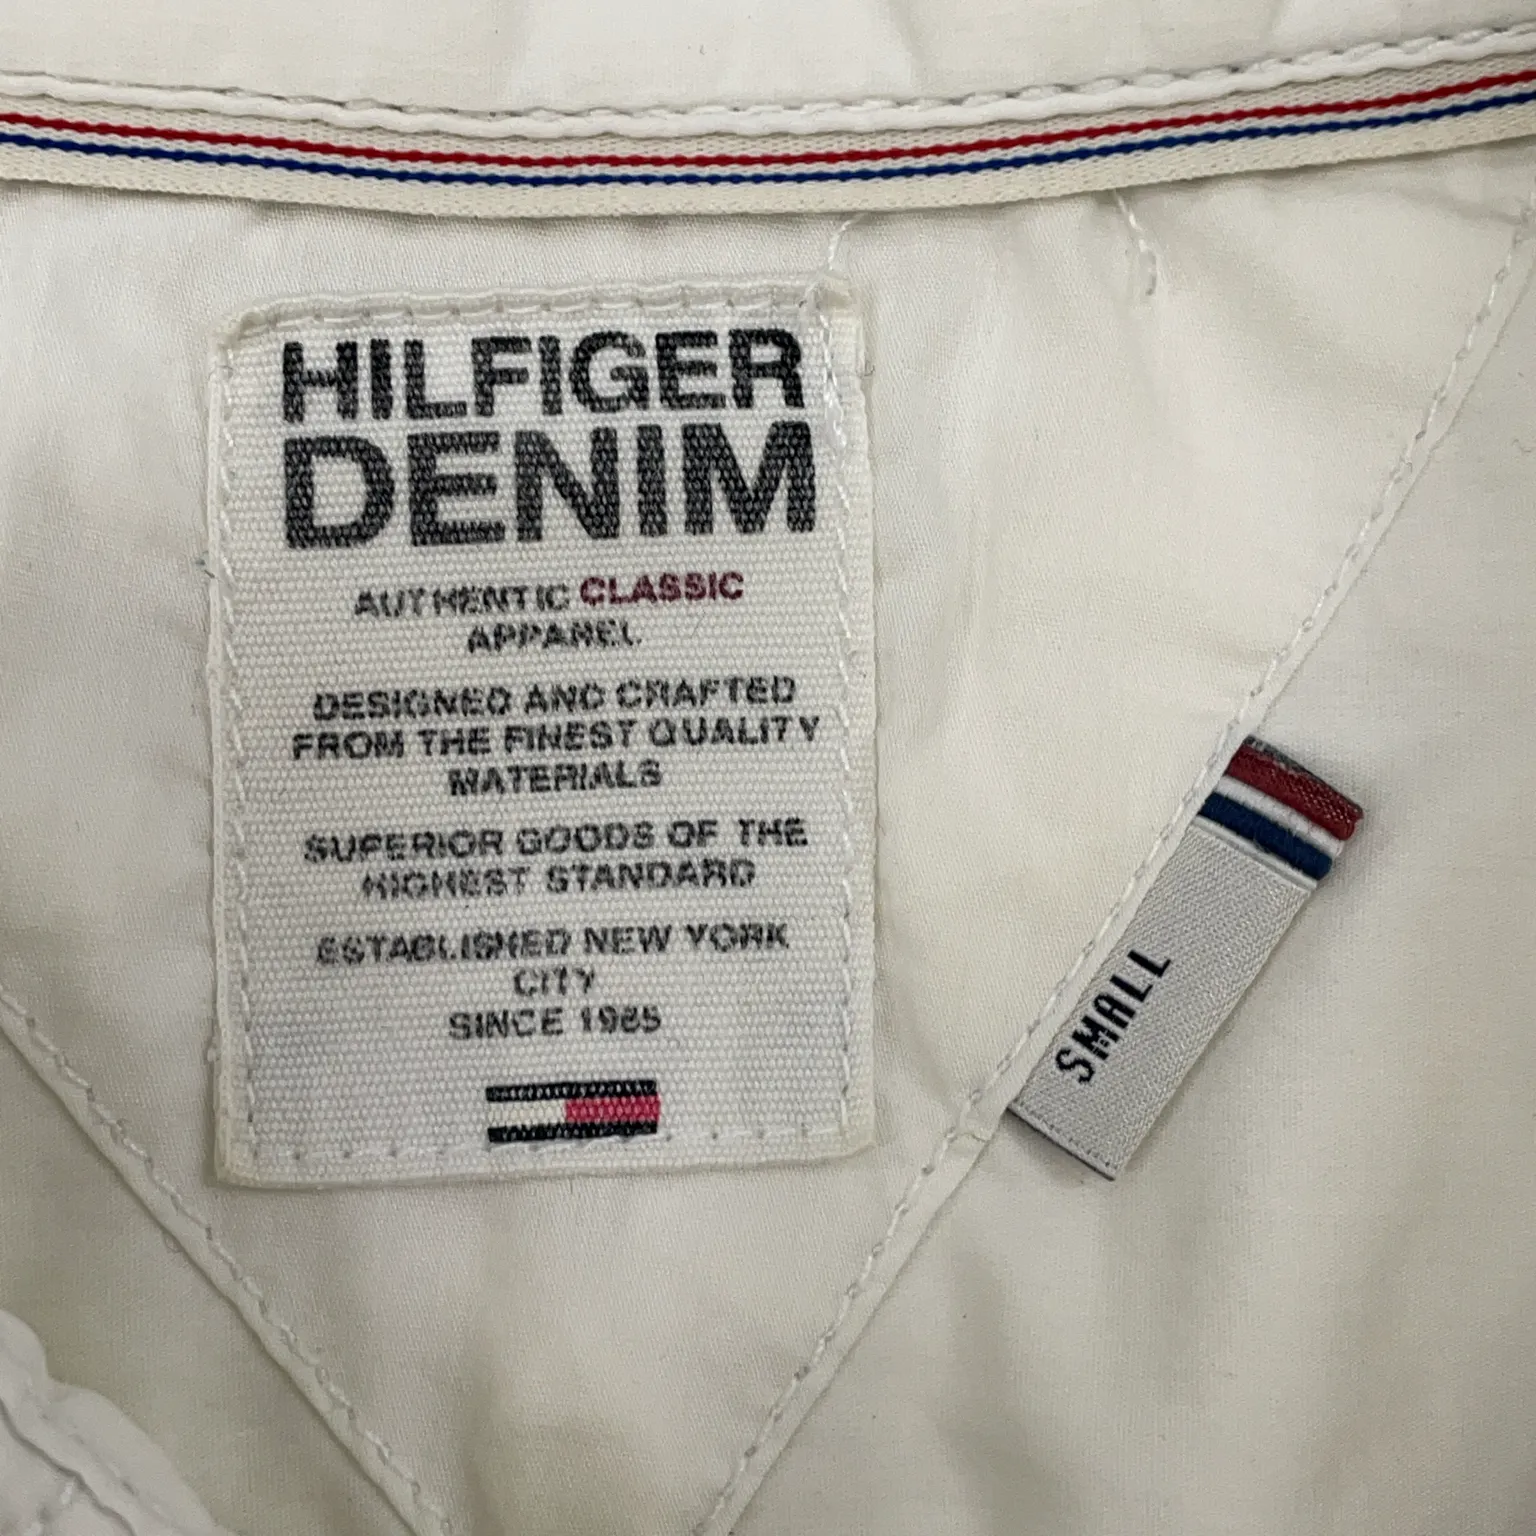 HILFIGER
DENIM
AUTHENTIC CLASSIC
APPAREL
DESIGNED AND CRAFTED
FROM THE FINEST QUALITY
MATERIALS
SUPERIOR GOODS OF THE
HIGHEST STANDARD
ESTABLISHED NEW YORK
CITY
SINCE 1985
SMALL